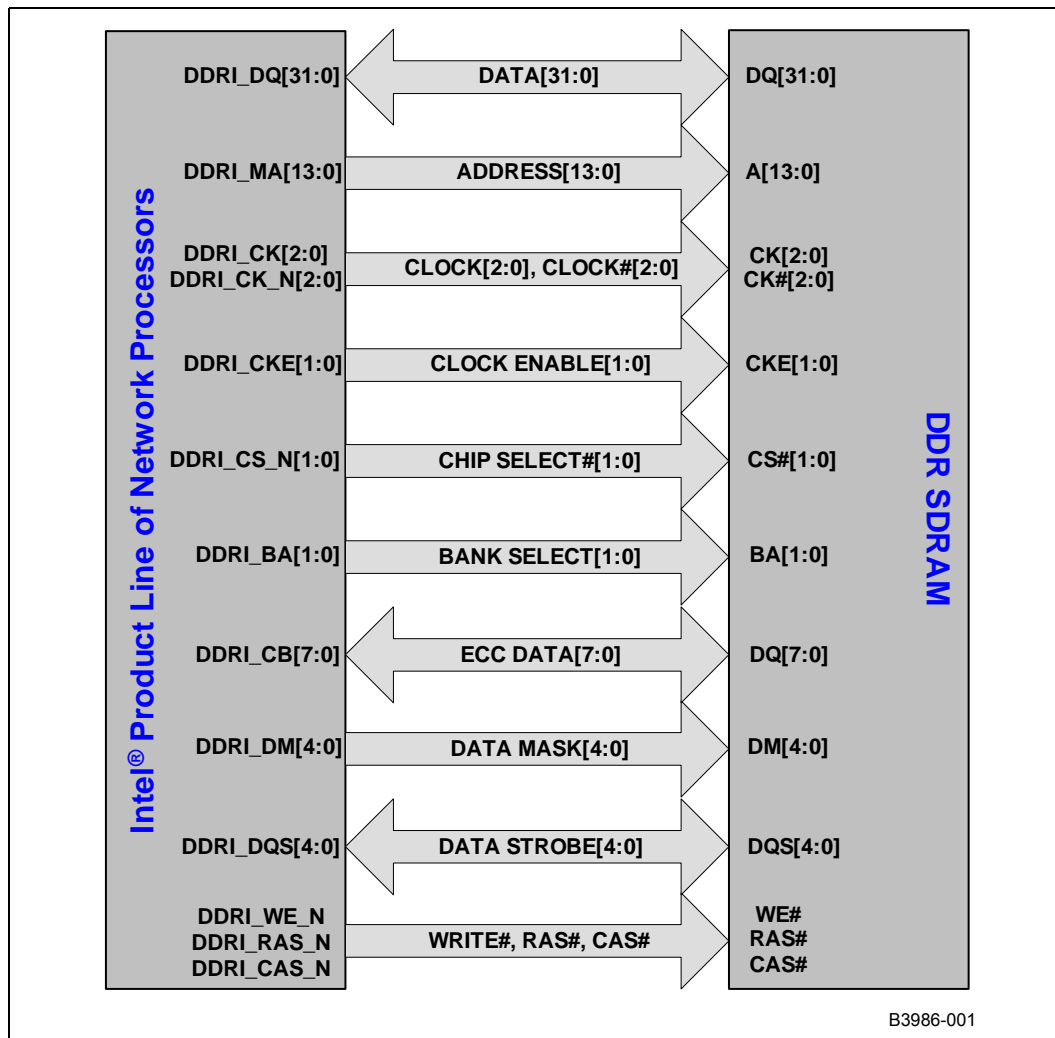 Intel® Product Line of Network Processors
DDR SDRAM
DDRI_DQ[31:0] DATA[31:0] DQ[31:0]
DDRI_MA[13:0] ADDRESS[13:0] A[13:0]
DDRI_CK[2:0] CK[2:0]
CLOCK[2:0], CLOCK#[2:0]
DDRI_CK_N[2:0] CK#[2:0]
DDRI_CKE[1:0] CLOCK ENABLE[1:0] CKE[1:0]
DDRI_CS_N[1:0] CHIP SELECT#[1:0] CS#[1:0]
DDRI_BA[1:0] BANK SELECT[1:0] BA[1:0]
DDRI_CB[7:0] ECC DATA[7:0] DQ[7:0]
DDRI_DM[4:0] DATA MASK[4:0] DM[4:0]
DDRI_DQS[4:0] DATA STROBE[4:0] DQS[4:0]
DDRI_WE_N WE#
DDRI_RAS_N WRITE#, RAS#, CAS# RAS#
DDRI_CAS_N CAS#
B3986-001